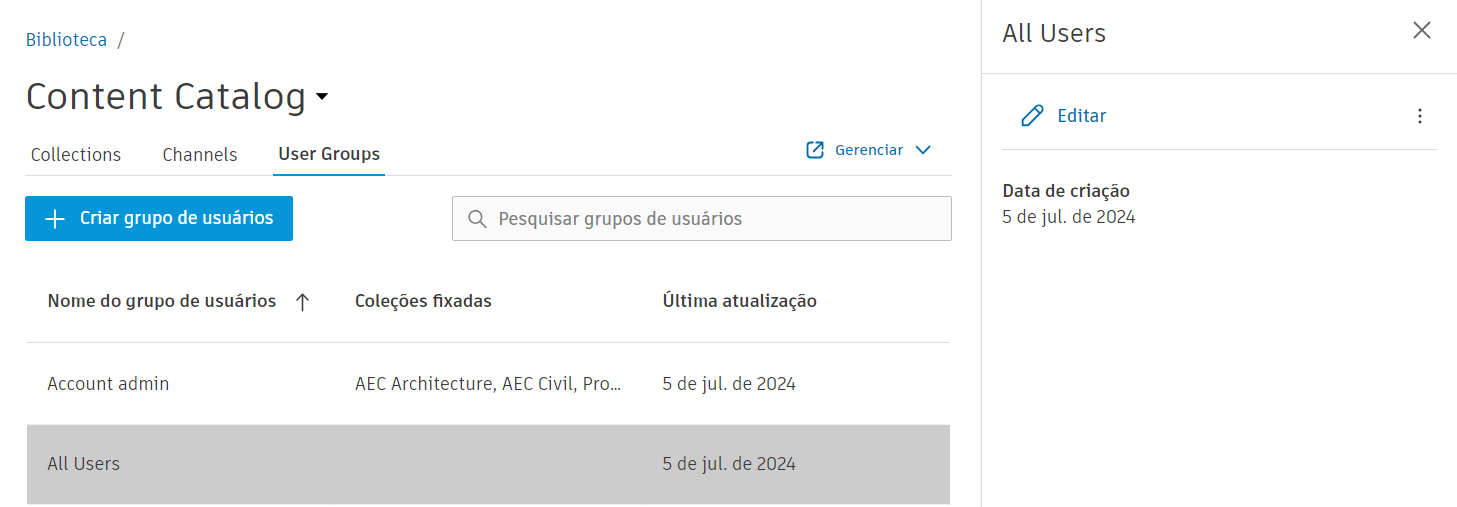 Biblioteca /
Content Catalog
Collections Channels User Groups Gerenciar
Criar grupo de usuários Pesquisar grupos de usuários
Nome do grupo de usuários Coleções fixadas Última atualização
Account admin AEC Architecture, AEC Civil, Pro... 5 de jul. de 2024
All Users 5 de jul. de 2024
All Users
Editar
Data de criação
5 de jul. de 2024